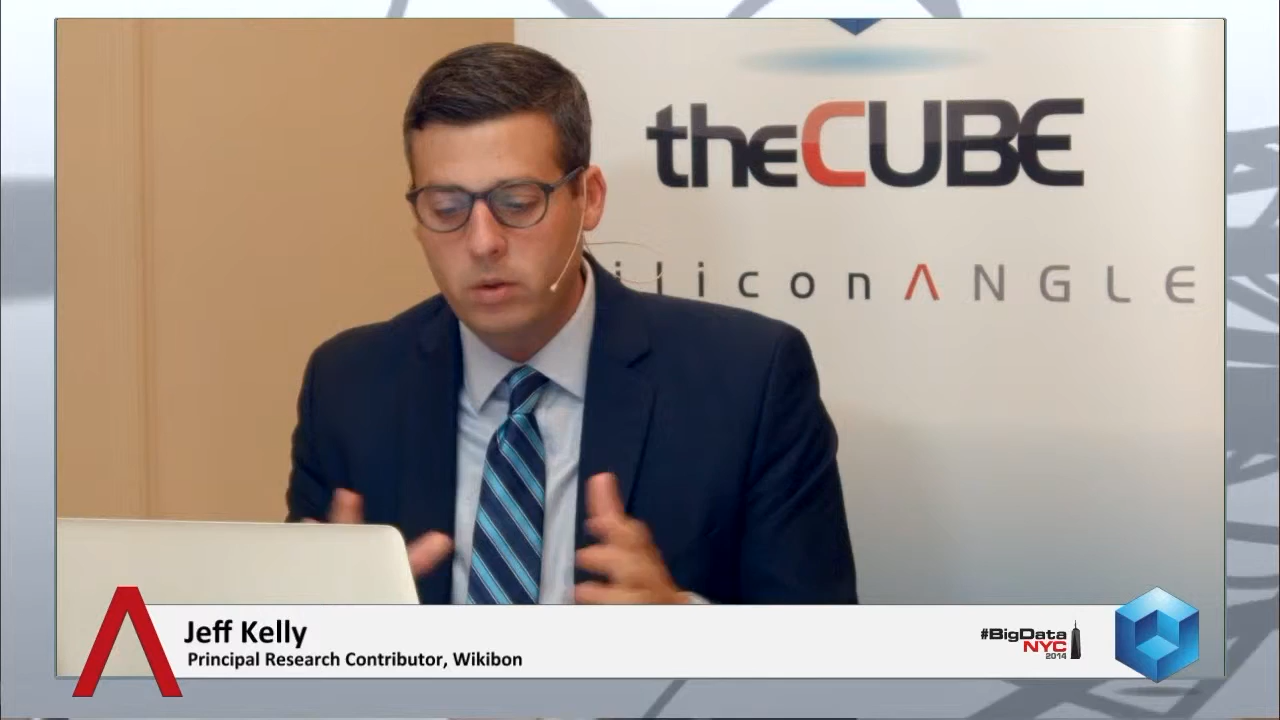 theCUBE
iliconANGLE
Jeff Kelly
Principal Research Contributor, Wikibon
#BigData
NYC
2014